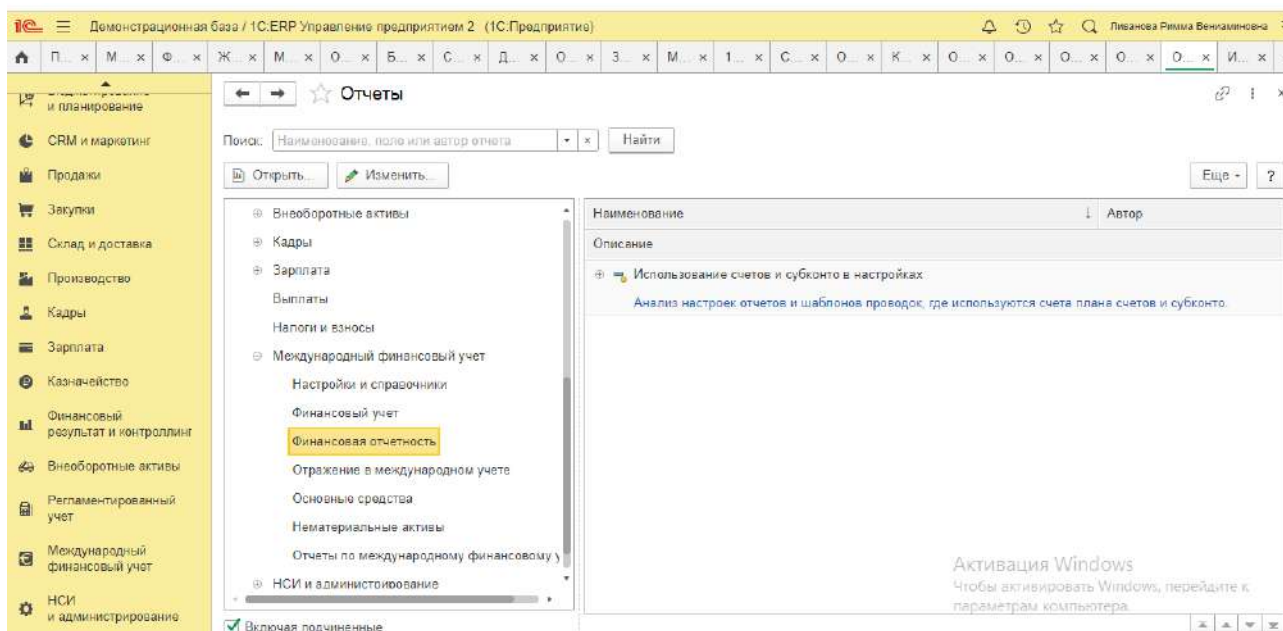 Демонстрационная база / 1С:ERP Управление предприятием 2 (1С:Предприятие)
Ливанова Римма Вениаминовна
П... × М... × Ф... × Ж... × М... × О... × Б... × С... × Д... × О... × З... × М... × 1... × С... × О... × К... × О... × О... × О... × О... × О... × И... ×
и планирование
CRM и маркетинг
Продажи
Закупки
Склад и доставка
Производство
Кадры
Зарплата
Казначейство
Финансовый
результат и контроллинг
Внеоборотные активы
Регламентированный
учет
Международный
финансовый учет
НСИ
и администрирование
Отчеты
Поиск: Наименование, поле или автор отчета Найти
Открыть... Изменить... Еще ?
Внеоборотные активы
Кадры
Зарплата
Выплаты
Налоги и взносы
Международный финансовый учет
Настройки и справочники
Финансовый учет
Финансовая отчетность
Отражение в международном учете
Основные средства
Нематериальные активы
Отчеты по международному финансовому у
НСИ и администрирование
Включая подчиненные
Наименование Автор
Описание
Использование счетов и субконто в настройках
Анализ настроек отчетов и шаблонов проводок, где используются счета плана счетов и субконто.
Активация Windows
Чтобы активировать Windows, перейдите к
параметрам компьютера.